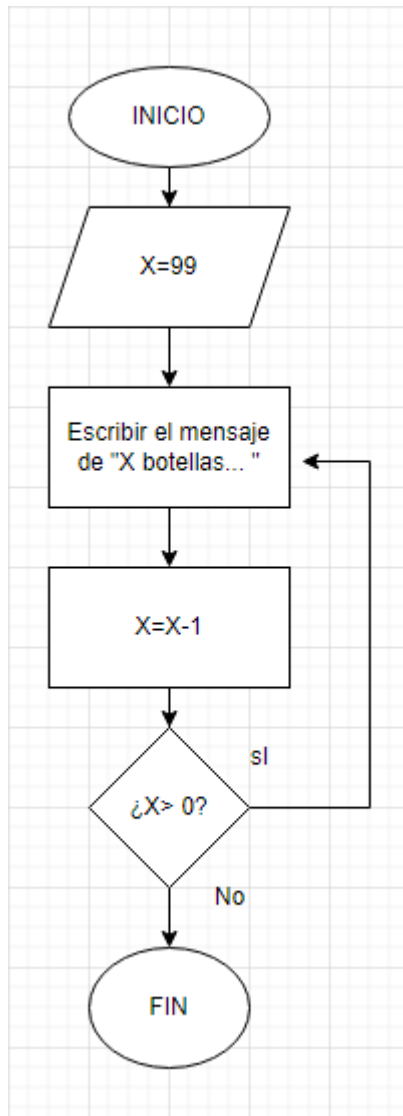 INICIO
X=99
Escribir el mensaje
de "X botellas... "
X=X-1
sI
¿X> 0?
No
FIN